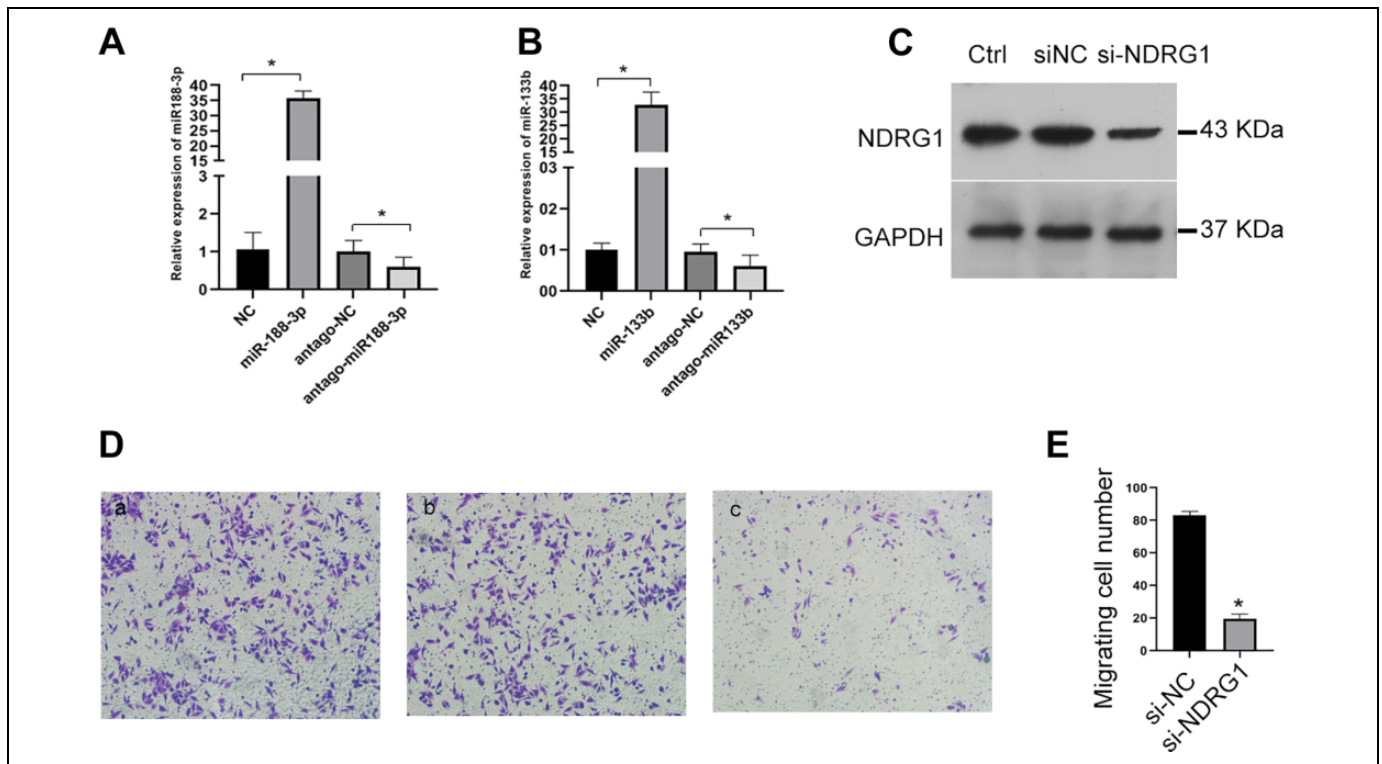 A
Relative expression of miR188-3p
*
*
40
35
30
25
20
15
3
2
1
0
NC
miR-188-3p
antago-NC
antago-miR188-3p
B
Relative expression of miR-133b
*
*
40
35
30
25
20
15
03
02
01
00
NC
miR-133b
antago-NC
antago-miR133b
C
Ctrl siNC si-NDRG1
NDRG1 43 KDa
GAPDH 37 KDa
D
a
b
c
E
Migrating cell number
100
80
60
40
20
0
*
si-NC
si-NDRG1